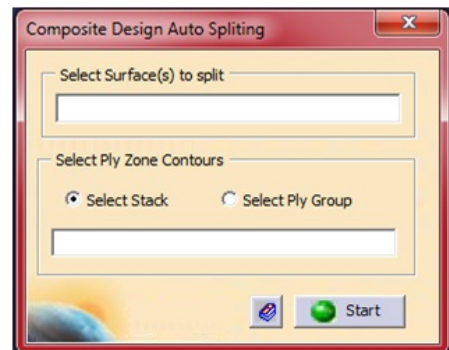 Composite Design Auto Spliting
Select Surface(s) to split
Select Ply Zone Contours
Select Stack Select Ply Group
Start